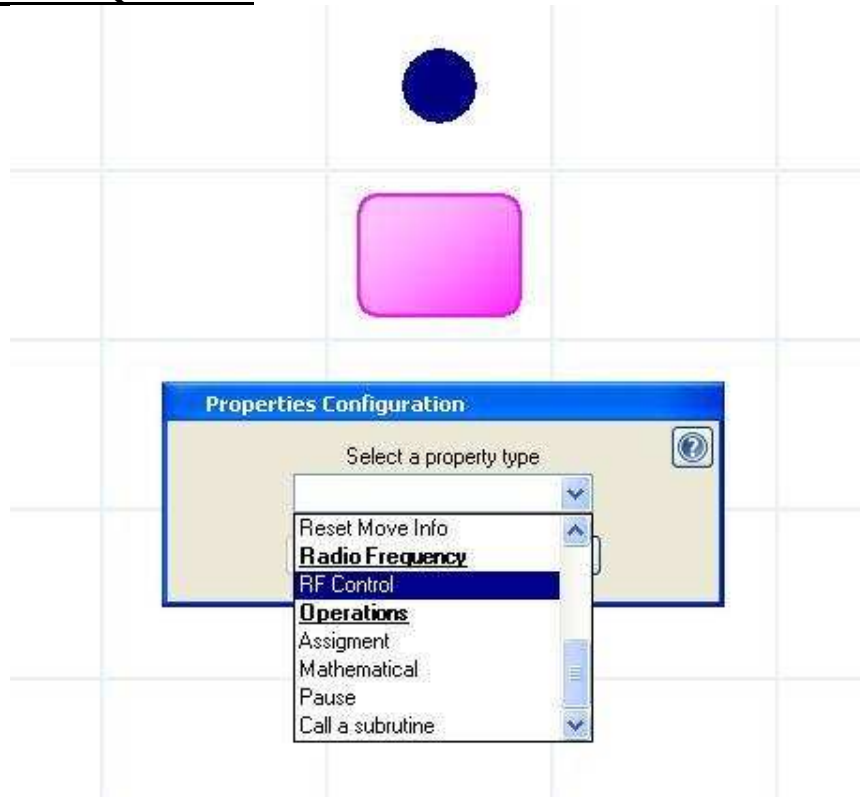 Properties Configuration
Select a property type
Reset Move Info
Radio Frequency
RF Control
Operations
Assigment
Mathematical
Pause
Call a subrutine